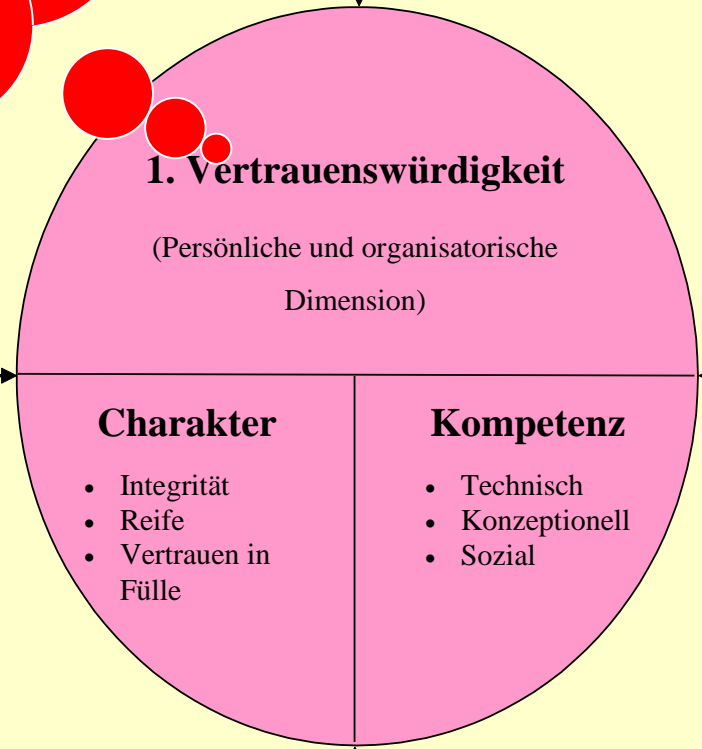 1. Vertrauenswürdigkeit
(Persönliche und organisatorische
Dimension)
Charakter
• Integrität
• Reife
• Vertrauen in
Fülle
Kompetenz
• Technisch
• Konzeptionell
• Sozial